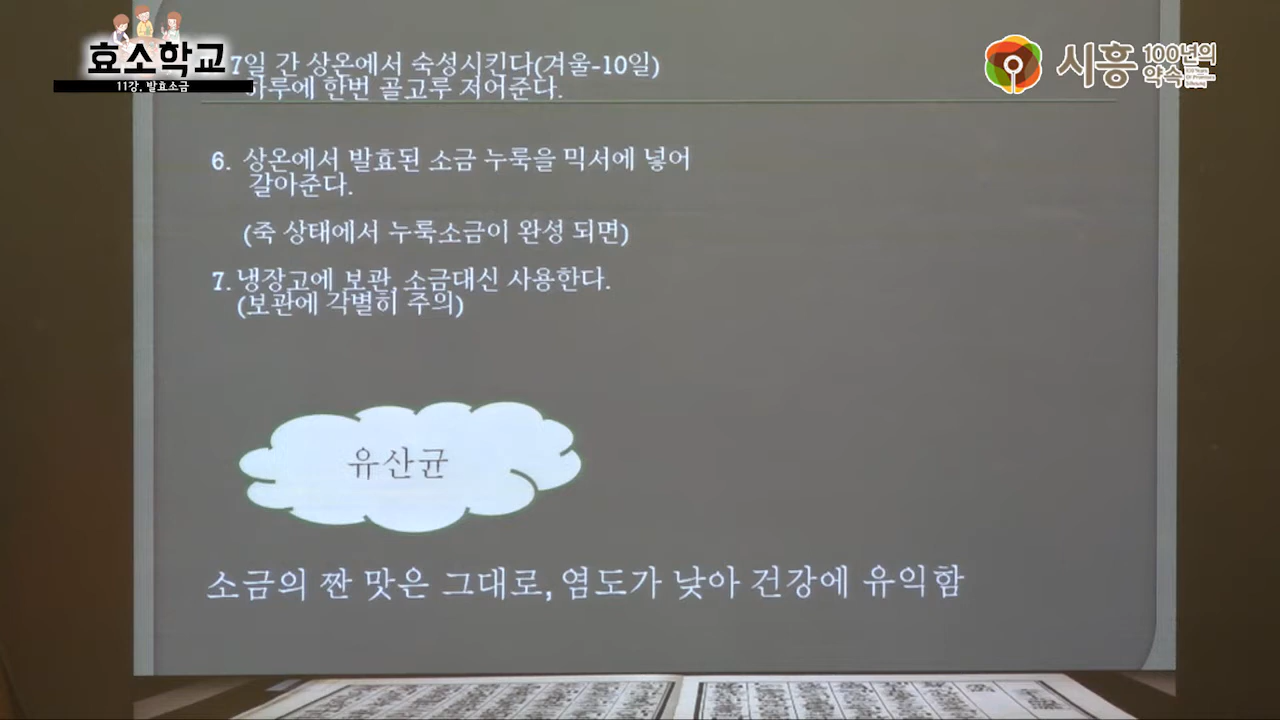 효소학교
11강. 발효소금
시흥 100년의
약속
7일 간 상온에서 숙성시킨다(겨울-10일)
하루에 한번 골고루 저어준다.
6. 상온에서 발효된 소금 누룩을 믹서에 넣어
갈아준다.
(죽 상태에서 누룩소금이 완성 되면)
7. 냉장고에 보관, 소금대신 사용한다.
(보관에 각별히 주의)
유산균
소금의 짠 맛은 그대로, 염도가 낮아 건강에 유익함